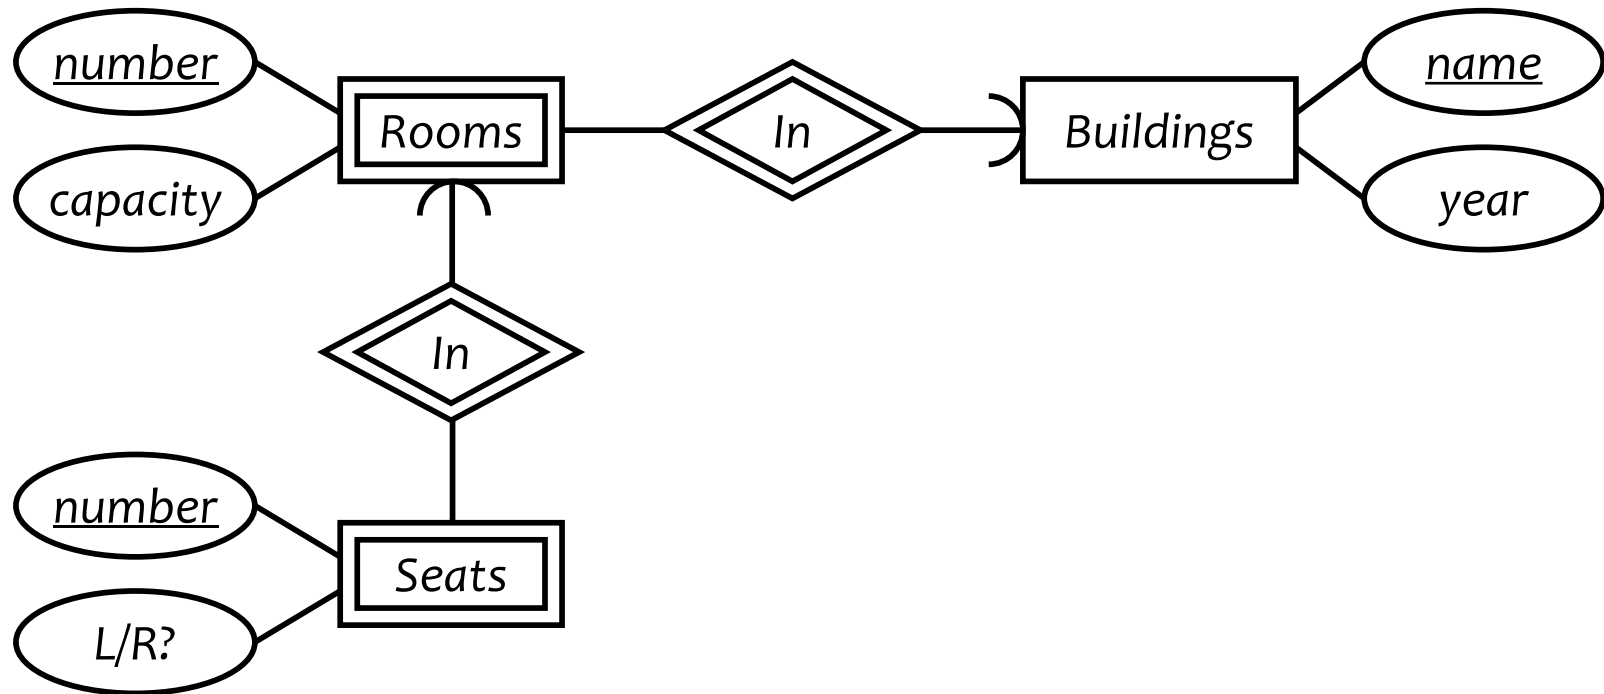 number
name
Rooms
In
Buildings
capacity
year
In
number
Seats
L/R?